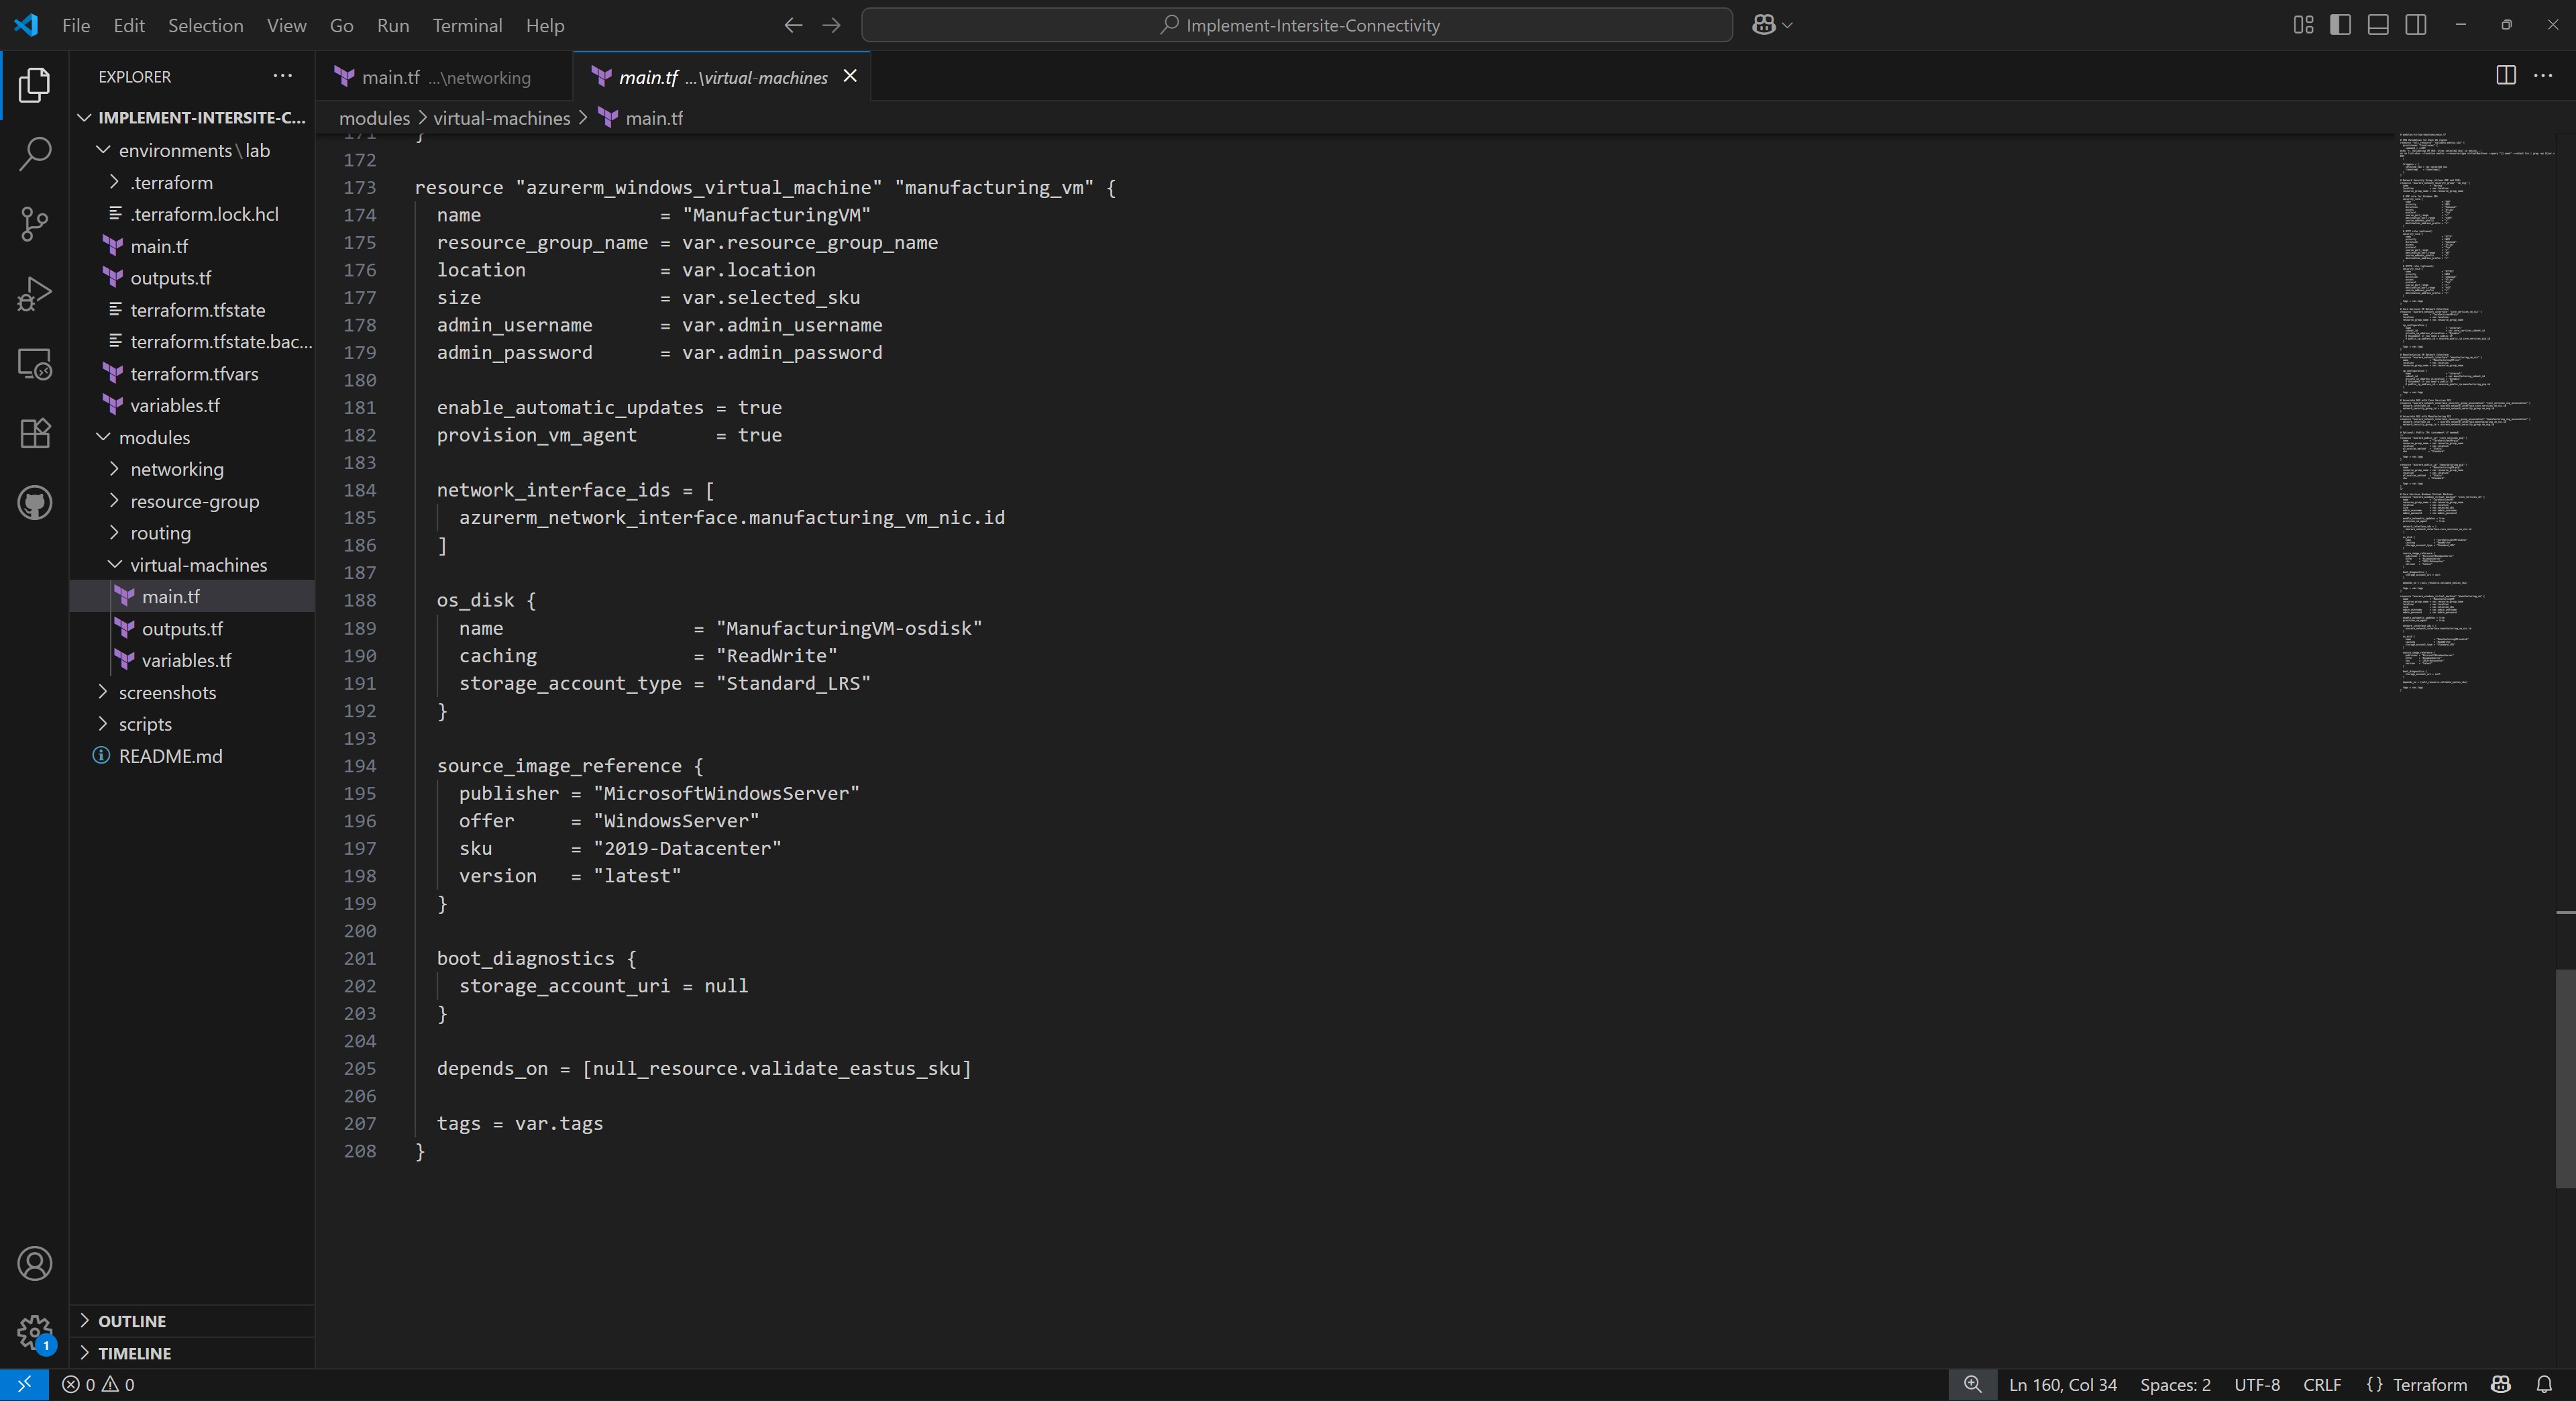 File Edit Selection View Go Run Terminal Help
Implement-Intersite-Connectivity
EXPLORER
IMPLEMENT-INTERSITE-C...
environments\lab
.terraform
.terraform.lock.hcl
main.tf
outputs.tf
terraform.tfstate
terraform.tfstate.bac...
terraform.tfvars
variables.tf
modules
networking
resource-group
routing
virtual-machines
main.tf
outputs.tf
variables.tf
screenshots
scripts
README.md
OUTLINE
TIMELINE
1
main.tf ...\networking
main.tf ...\virtual-machines
modules > virtual-machines > main.tf
171 }
172
173 resource "azurerm_windows_virtual_machine" "manufacturing_vm" {
174 name = "ManufacturingVM"
175 resource_group_name = var.resource_group_name
176 location = var.location
177 size = var.selected_sku
178 admin_username = var.admin_username
179 admin_password = var.admin_password
180
181 enable_automatic_updates = true
182 provision_vm_agent = true
183
184 network_interface_ids = [
185 azurerm_network_interface.manufacturing_vm_nic.id
186 ]
187
188 os_disk {
189 name = "ManufacturingVM-osdisk"
190 caching = "ReadWrite"
191 storage_account_type = "Standard_LRS"
192 }
193
194 source_image_reference {
195 publisher = "MicrosoftWindowsServer"
196 offer = "WindowsServer"
197 sku = "2019-Datacenter"
198 version = "latest"
199 }
200
201 boot_diagnostics {
202 storage_account_uri = null
203 }
204
205 depends_on = [null_resource.validate_eastus_sku]
206
207 tags = var.tags
208 }
0 0
Ln 160, Col 34 Spaces: 2 UTF-8 CRLF {} Terraform